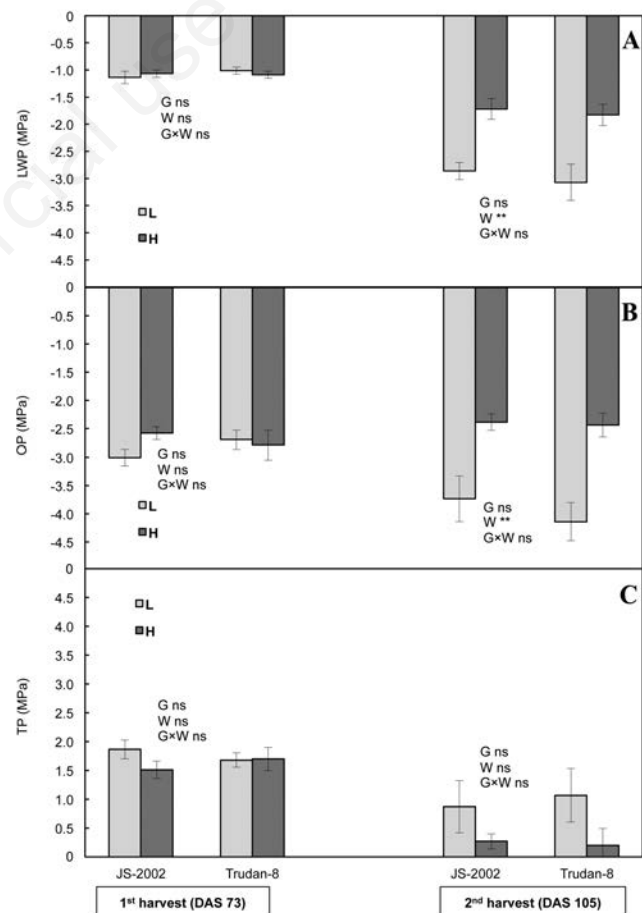 cial use
-0
-0.5
-1.0
-1.5
-2.0
-2.5
-3.0
-3.5
-4.0
-4.5
LWP (MPa)
A
G ns
W ns
G×W ns
L
H
G ns
W **
G×W ns
0
-0.5
-1.0
-1.5
-2.0
-2.5
-3.0
-3.5
-4.0
-4.5
OP (MPa)
B
G ns
W ns
G×W ns
L
H
G ns
W **
G×W ns
0
4.5
4.0
3.5
3.0
2.5
2.0
1.5
1.0
0.5
0
TP (MPa)
C
L
H
G ns
W ns
G×W ns
G ns
W ns
G×W ns
JS-2002 Trudan-8 JS-2002 Trudan-8
1st harvest (DAS 73) 2nd harvest (DAS 105)